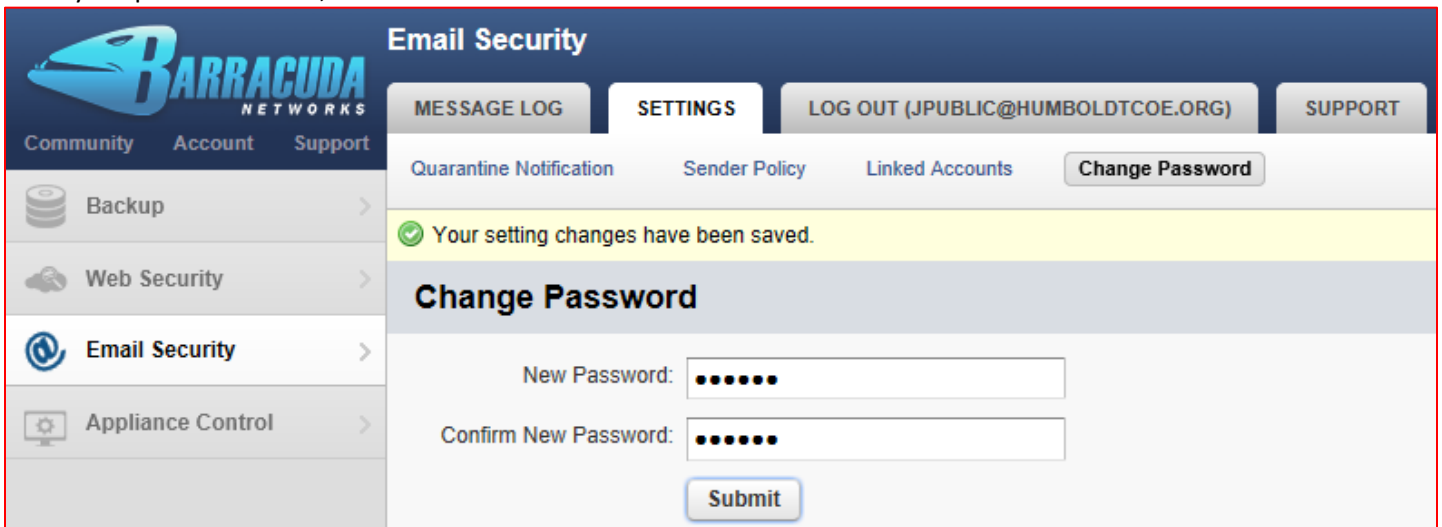 Email Security
BARRACUDA
NETWORKS
MESSAGE LOG SETTINGS LOG OUT (JPUBLIC@HUMBOLDTCOE.ORG) SUPPORT
Community Account Support
Quarantine Notification Sender Policy Linked Accounts Change Password
Backup
Your setting changes have been saved.
Web Security
Change Password
Email Security
New Password: ••••••
Appliance Control
Confirm New Password: ••••••
Submit